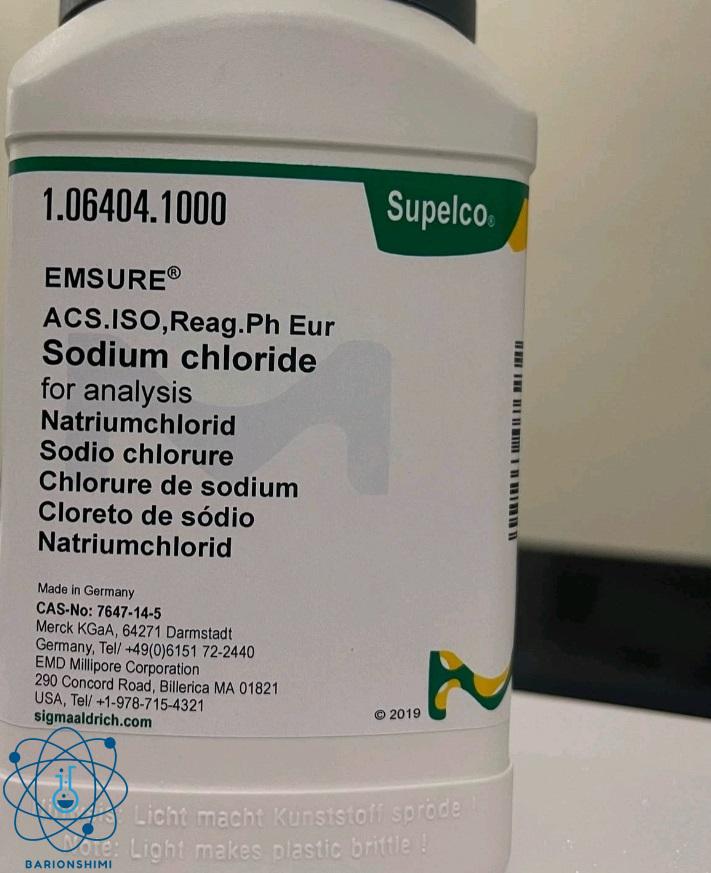 1.06404.1000
Supelco®
EMSURE®
ACS.ISO,Reag.Ph Eur
Sodium chloride
for analysis
Natriumchlorid
Sodio chlorure
Chlorure de sodium
Cloreto de sódio
Natriumchlorid
Made in Germany
CAS-No: 7647-14-5
Merck KGaA, 64271 Darmstadt
Germany, Tel/ +49(0)6151 72-2440
EMD Millipore Corporation
290 Concord Road, Billerica MA 01821
USA, Tel/ +1-978-715-4321
sigmaaldrich.com
© 2019
Licht macht Kunststoff spröde !
Note: Light makes plastic brittle !
BARIONSHIMI